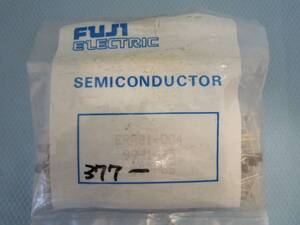 FUJI
ELECTRIC
SEMICONDUCTOR
377-